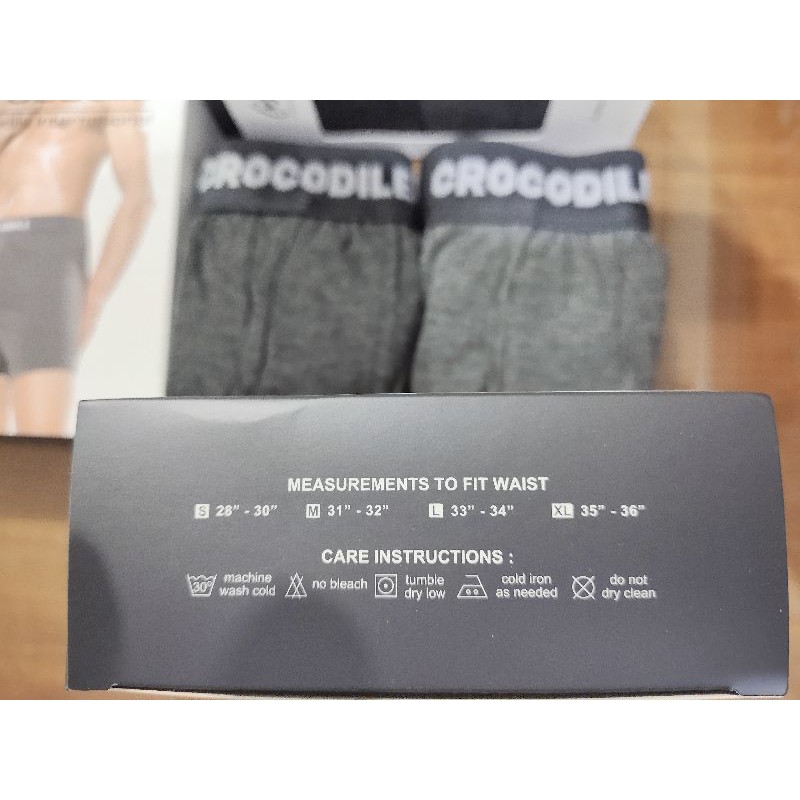 CROCODILE
CROCODIL
MEASUREMENTS TO FIT WAIST
S 28" - 30" M 31" - 32" L 33" - 34" XL 35" - 36"
CARE INSTRUCTIONS :
30° machine wash cold no bleach tumble dry low cold iron as needed do not dry clean